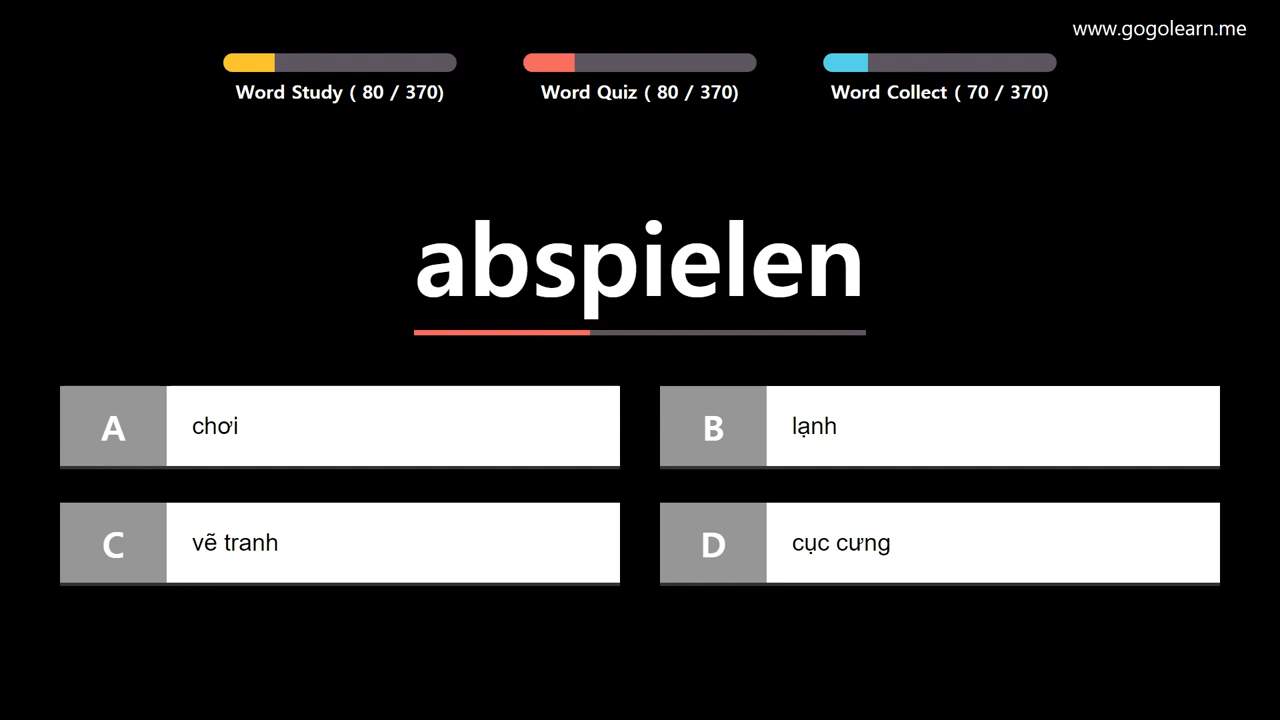 www.gogolearn.me
Word Study ( 80 / 370)
Word Quiz ( 80 / 370)
Word Collect ( 70 / 370)
abspielen
A chơi
B lạnh
C vẽ tranh
D cục cưng